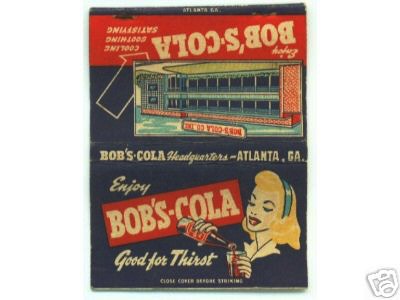 ATLANTA, GA.
Enjoy
BOB'S-COLA
COOLING
SOOTHING
SATISFYING
BOB'S-COLA CO. INC.
BOB'S-COLA Headquarters-ATLANTA, GA.
Enjoy
BOB'S-COLA
Good for Thirst
CLOSE COVER BEFORE STRIKING